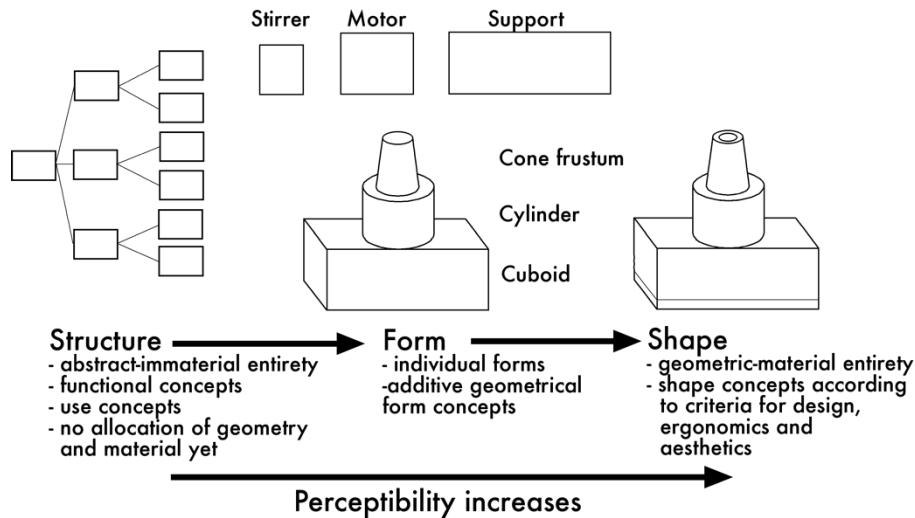 Stirrer
Motor
Support
Cone frustum
Cylinder
Cuboid
Structure
- abstract-immaterial entirety
- functional concepts
- use concepts
- no allocation of geometry
and material yet
Form
- individual forms
-additive geometrical
form concepts
Shape
- geometric-material entirety
- shape concepts according
to criteria for design,
ergonomics and
aesthetics
Perceptibility increases